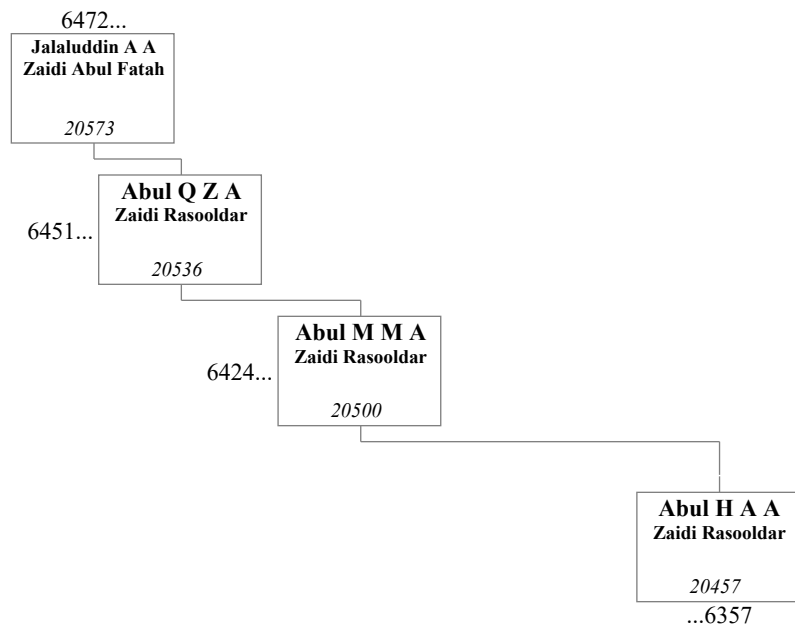 6472...
Jalaluddin A A
Zaidi Abul Fatah
20573
Abul Q Z A
Zaidi Rasooldar
6451...
20536
Abul M M A
Zaidi Rasooldar
6424...
20500
Abul H A A
Zaidi Rasooldar
20457
...6357